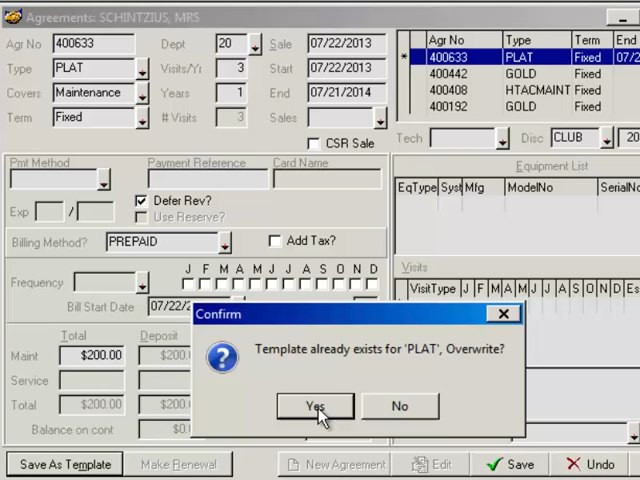 Agreements: SCHINTZIUS, MRS
Agr No 400633 Dept 20 Sale 07/22/2013
Type PLAT Visits/Yr 3 Start 07/22/2013
Covers: Maintenance Years 1 End 07/21/2014
Term Fixed # Visits 3 Sales
CSR Sale
Agr No Type Term End
* 400633 PLAT Fixed 07/2
400442 GOLD Fixed
400408 HTACMAINT Fixed
400192 GOLD Fixed
Tech Disc CLUB 20
Pmt Method Payment Reference Card Name
Exp / Defer Rev?
Use Reserve?
Billing Method? PREPAID Add Tax?
Frequency J F M A M J J A S O N D
Bill Start Date 07/22/2
Equipment List
EqType Syst Mfg ModelNo SerialNo
Visits
VisitType J F M A M J J A S O N D
Total Deposit
Maint $200.00 $200.00
Service
Total $200.00 $200.00
Balance on cont $0.
Confirm
Template already exists for 'PLAT', Overwrite?
Yes No
Save As Template Make Renewal New Agreement Edit Save Undo